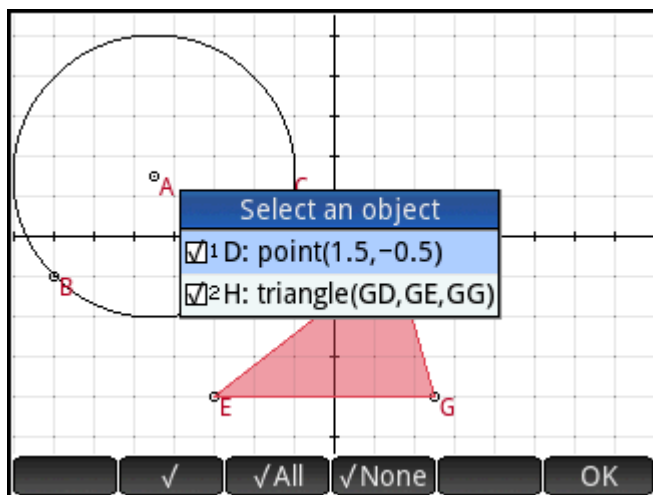 A
C
Select an object
1 D: point(1.5,−0.5)
2 H: triangle(GD,GE,GG)
B
E
G
√ √All √None OK